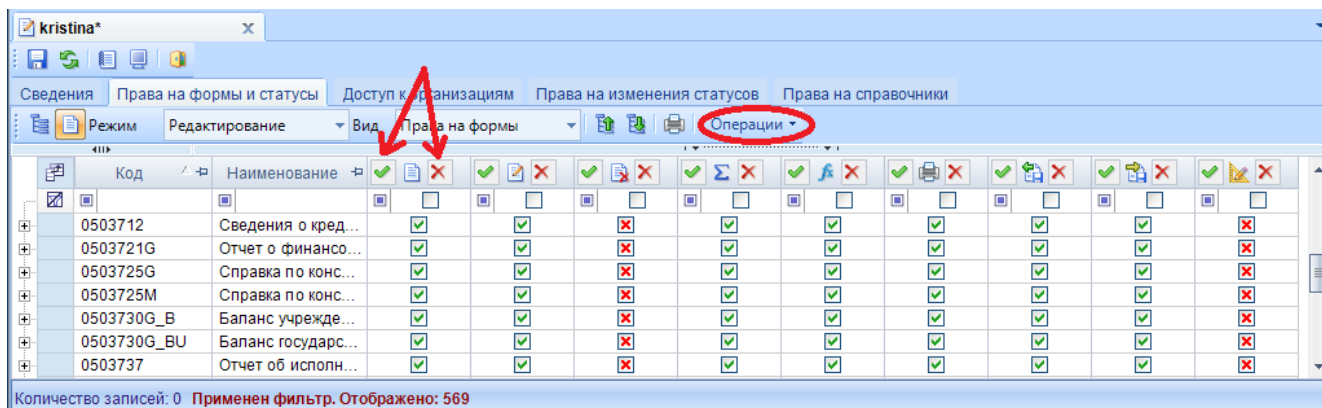 kristina*
Сведения Права на формы и статусы Доступ к организациям Права на изменения статусов Права на справочники
Режим Редактирование Вид Права на формы Операции
Код Наименование
0503712 Сведения о кред...
0503721G Отчет о финансо...
0503725G Справка по конс...
0503725M Справка по конс...
0503730G_B Баланс учрежде...
0503730G_BU Баланс государс...
0503737 Отчет об исполн...
Количество записей: 0 Применен фильтр. Отображено: 569